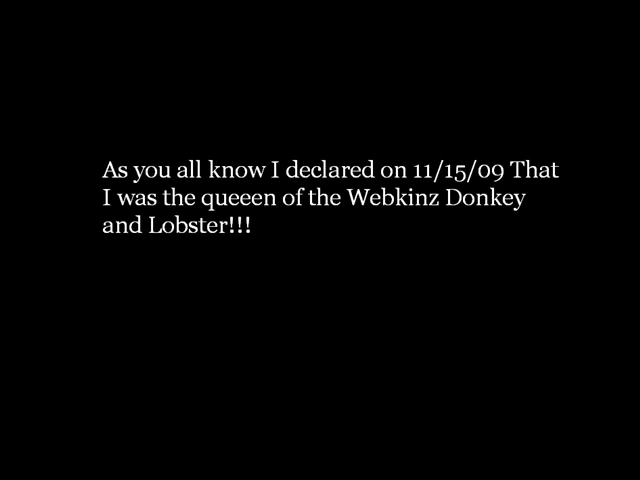 As you all know I declared on 11/15/09 That
I was the queeen of the Webkinz Donkey
and Lobster!!!